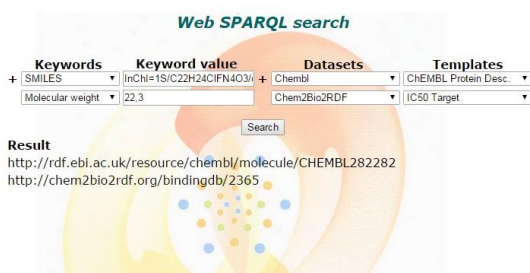 Web SPARQL search
Keywords Keyword value Datasets Templates
+ SMILES InChI=1S/C22H24ClFN4O3/ + Chembl ChEMBL Protein Desc.
Molecular weight 22,3 Chem2Bio2RDF IC50 Target
Search
Result
http://rdf.ebi.ac.uk/resource/chembl/molecule/CHEMBL282282
http://chem2bio2rdf.org/bindingdb/2365